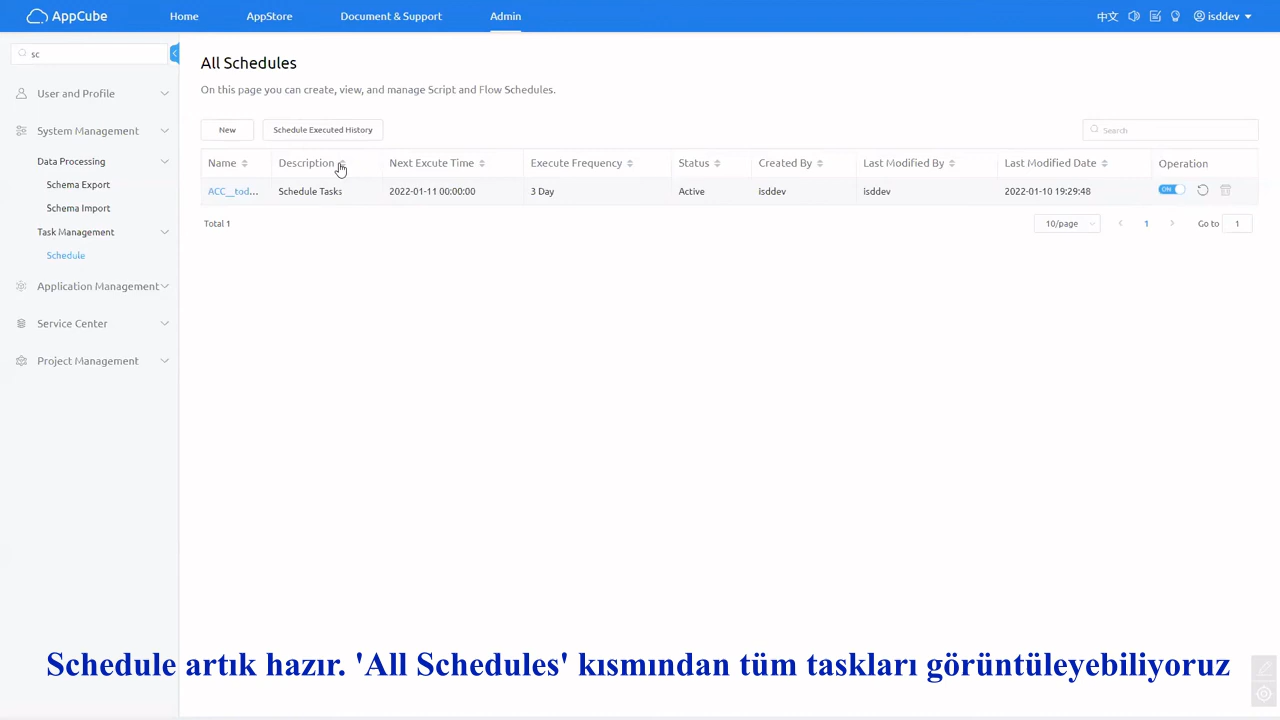 AppCube
Home
AppStore
Document & Support
Admin
中文
isddev
sc
User and Profile
System Management
Data Processing
Schema Export
Schema Import
Task Management
Schedule
Application Management
Service Center
Project Management
All Schedules
On this page you can create, view, and manage Script and Flow Schedules.
New
Schedule Executed History
Search
Name Description Next Excute Time Execute Frequency Status Created By Last Modified By Last Modified Date Operation
ACC__tod... Schedule Tasks 2022-01-11 00:00:00 3 Day Active isddev isddev 2022-01-10 19:29:48 ON
Total 1
10/page
1
Go to
1
Schedule artık hazır. 'All Schedules' kısmından tüm taskları görüntüleyebiliyoruz